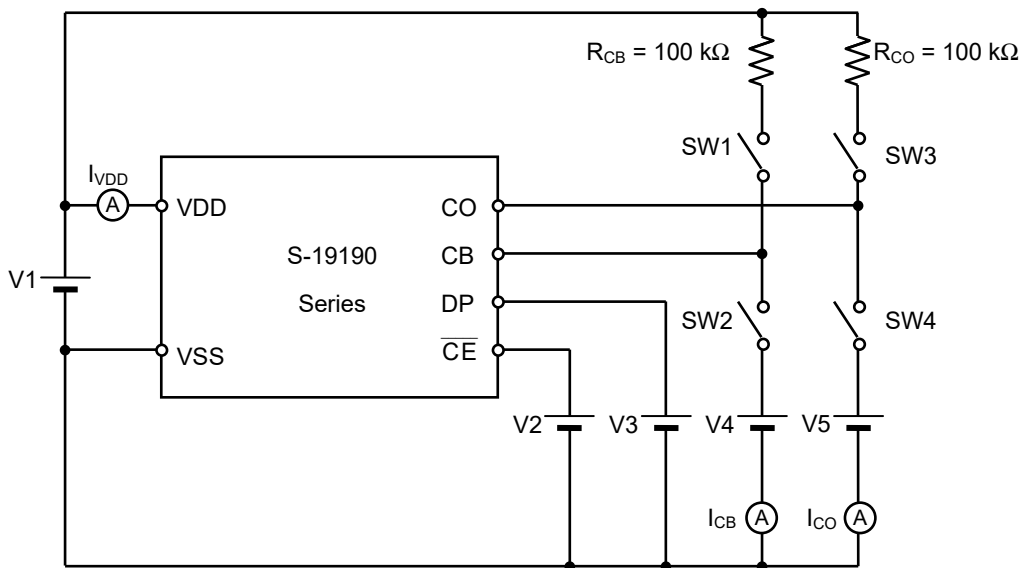 R_CB = 100 kΩ
R_CO = 100 kΩ
SW1
SW3
I_VDD
A
VDD
CO
S-19190
CB
V1
Series
DP
SW2
SW4
VSS
C̅E̅
V2
V3
V4
V5
I_CB
A
I_CO
A